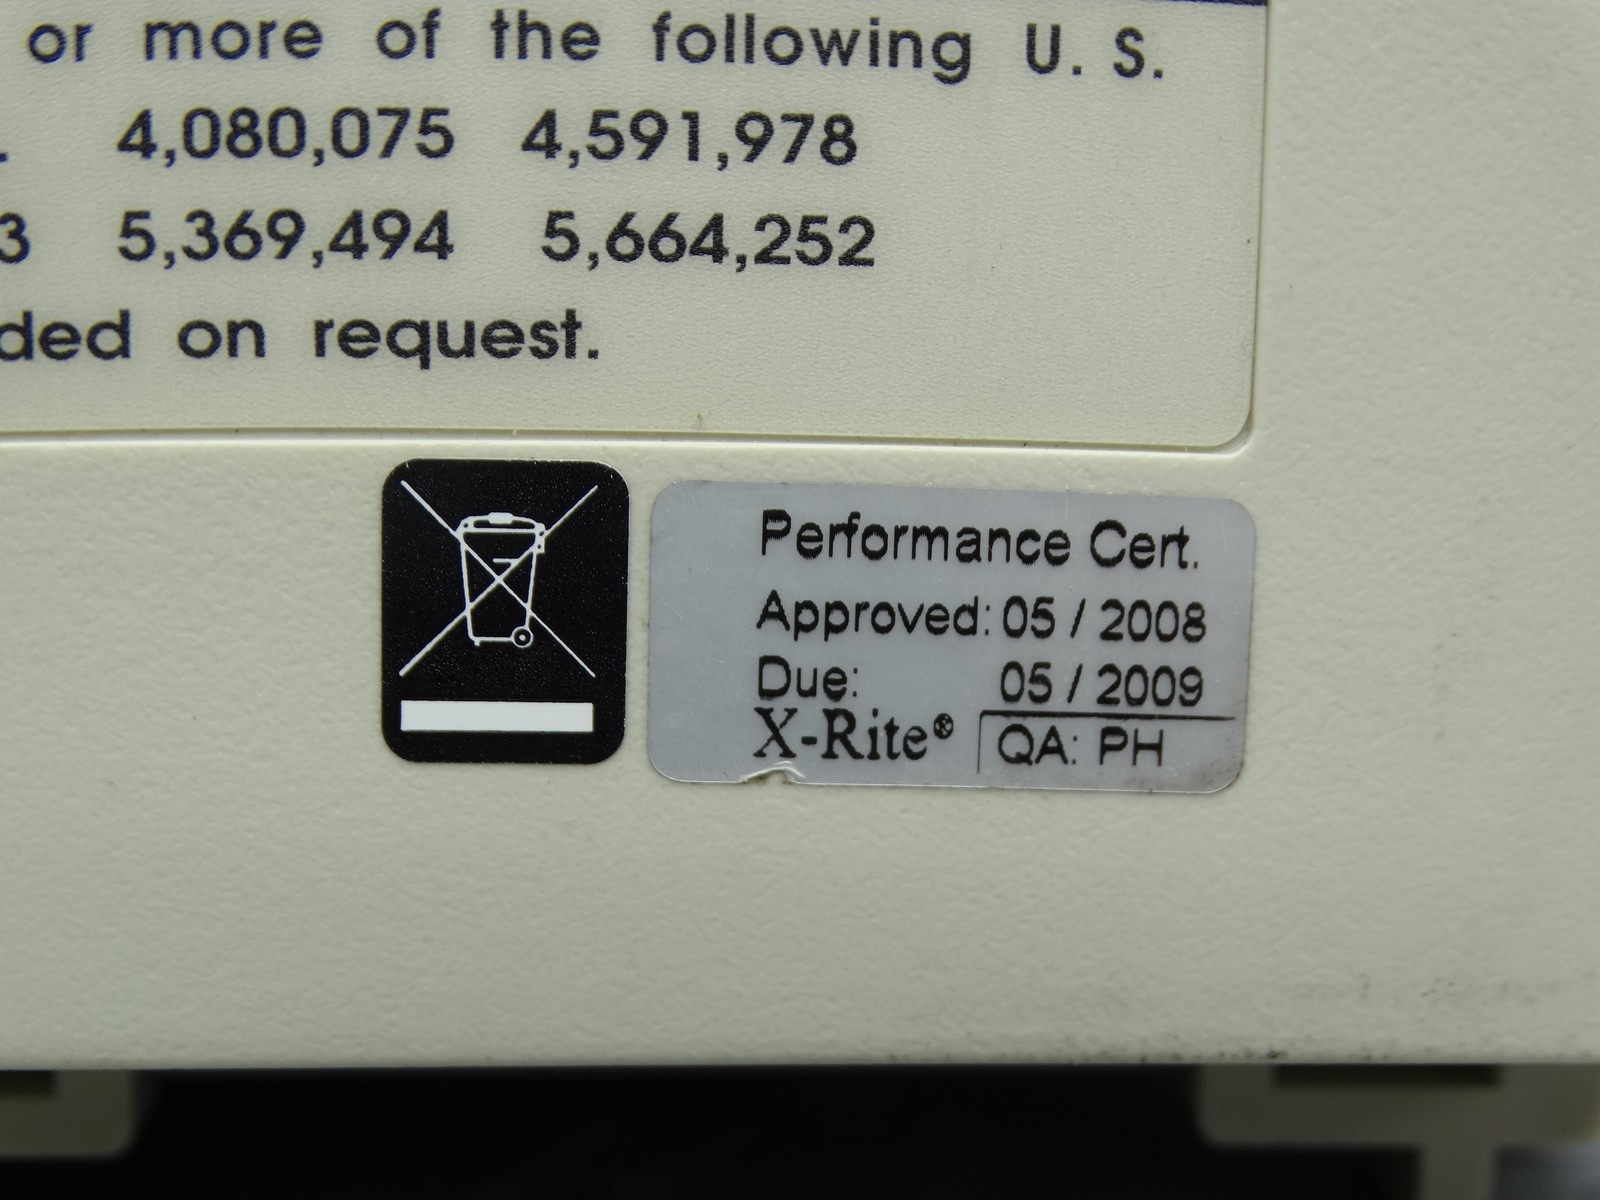 or more of the following U. S.
. 4,080,075 4,591,978
3 5,369,494 5,664,252
ded on request.
Performance Cert.
Approved: 05 / 2008
Due: 05 / 2009
X-Rite® QA: PH